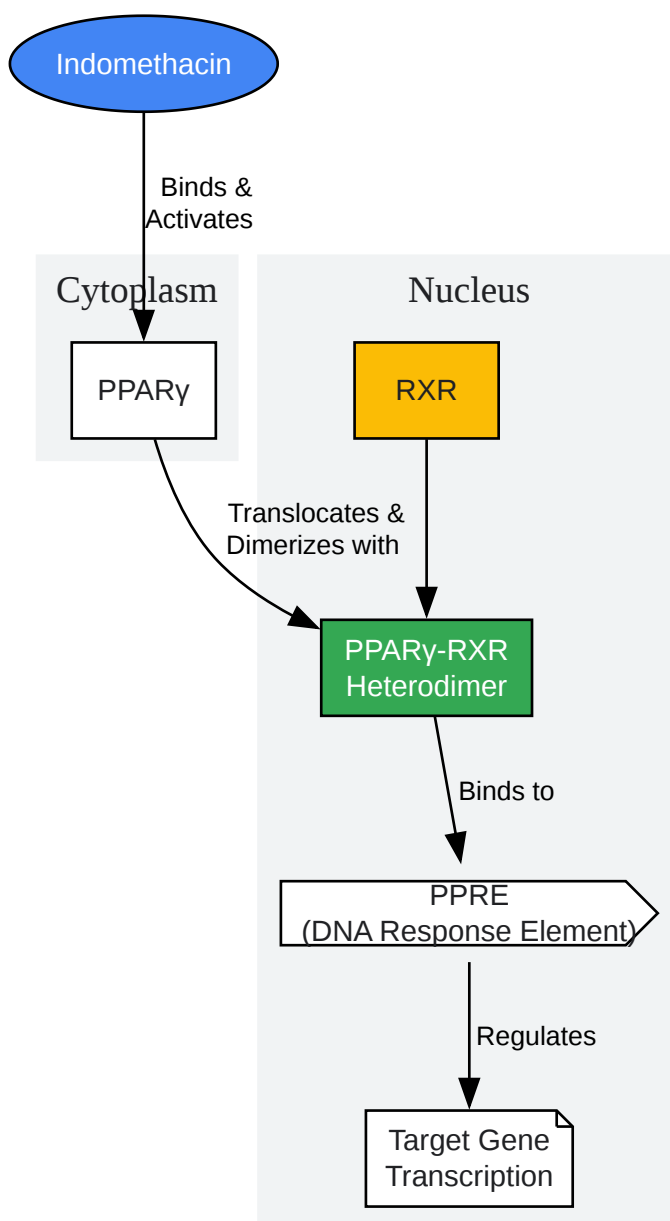 Indomethacin
Binds &
Activates
Cytoplasm
Nucleus
PPARγ
RXR
Translocates &
Dimerizes with
PPARγ-RXR
Heterodimer
Binds to
PPRE
(DNA Response Element)
Regulates
Target Gene
Transcription